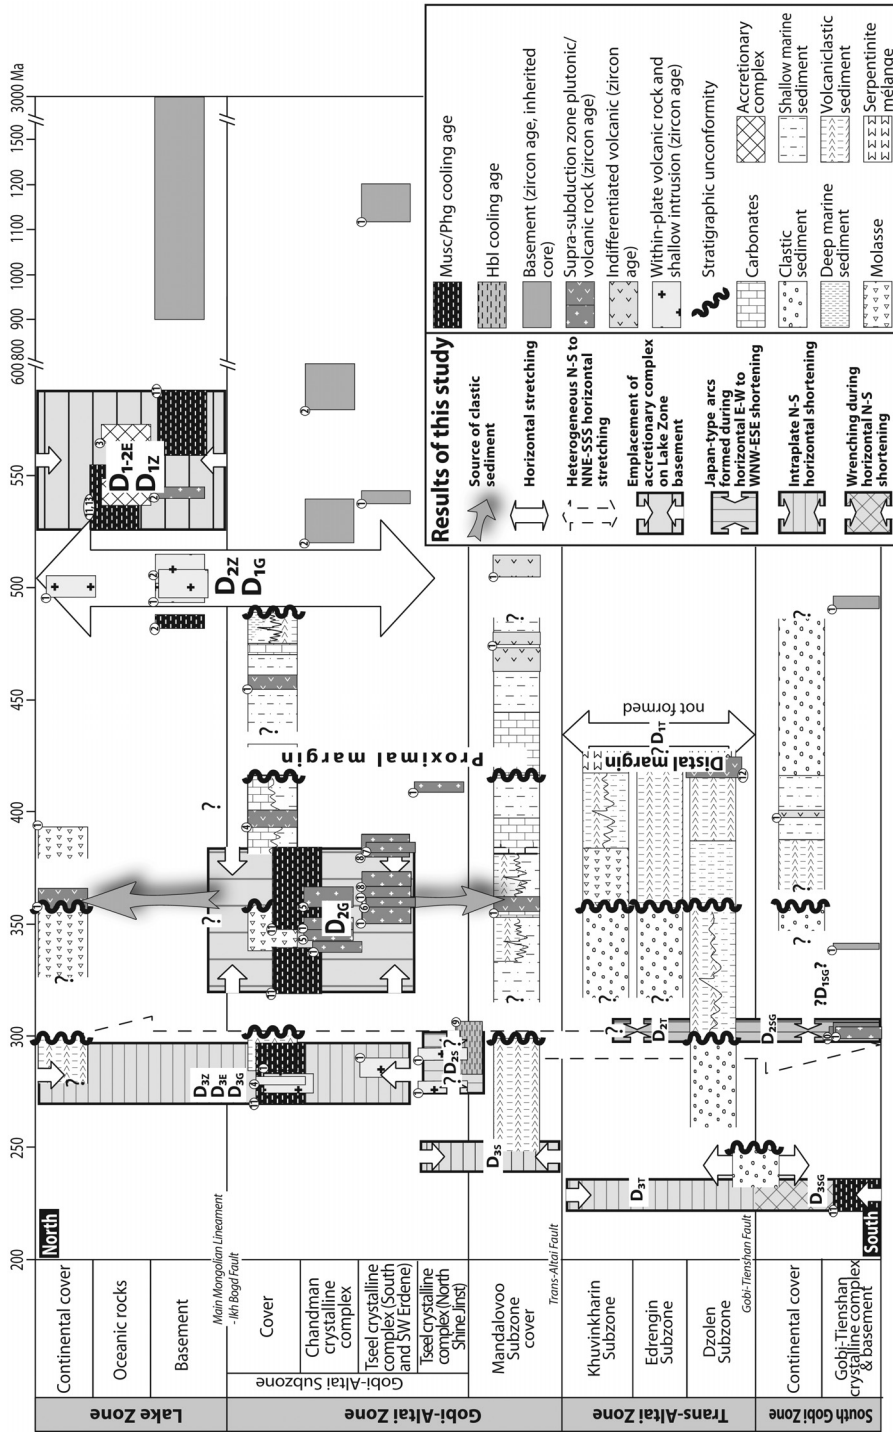 200
250
300
350
400
450
500
550
600
800
900
1000
1100
1200
1500
3000 Ma
North
South
Lake Zone
Continental cover
Oceanic rocks
Basement
Main Mongolian Lineament
- Ikh Bogd Fault
Gobi-Altai Zone
Gobi-Altai Subzone
Cover
Chandman
crystalline
complex
Tseel crystalline
complex (South
and SW Erdene)
Tseel crystalline
complex (North
Shine Jinst)
Mandalovoo
Subzone
cover
Trans-Altai Fault
Trans-Altai Zone
Khuvinkharin
Subzone
Edrengin
Subzone
Dzolen
Subzone
Gobi-Tienshan Fault
South Gobi Zone
Continental cover
Gobi-Tienshan
crystalline complex
& basement
D1-2E
D1Z
D2Z
D1G
D2G
D3Z
D3E
D3G
? D2S ?
D3S
Proximal margin
Distal margin
? D1T
not formed
D2T
D2SG
?D1SG?
D3T
D3SG
Results of this study
Source of clastic
sediment
Horizontal stretching
Heterogeneous N-S to
NNE-SSS horizontal
stretching
Emplacement of
accretionary complex
on Lake Zone
basement
Japan-type arcs
formed during
horizontal E-W to
WNW-ESE shortening
Intraplate N-S
horizontal shortening
Wrenching during
horizontal N-S
shortening
Musc/Phg cooling age
Hbl cooling age
Basement (zircon age, inherited
core)
Supra-subduction zone plutonic/
volcanic rock (zircon age)
Indifferentiated volcanic (zircon
age)
Within-plate volcanic rock and
shallow intrusion (zircon age)
Stratigraphic unconformity
Carbonates
Clastic
sediment
Deep marine
sediment
Molasse
Accretionary
complex
Shallow marine
sediment
Volcaniclastic
sediment
Serpentinite
mélange